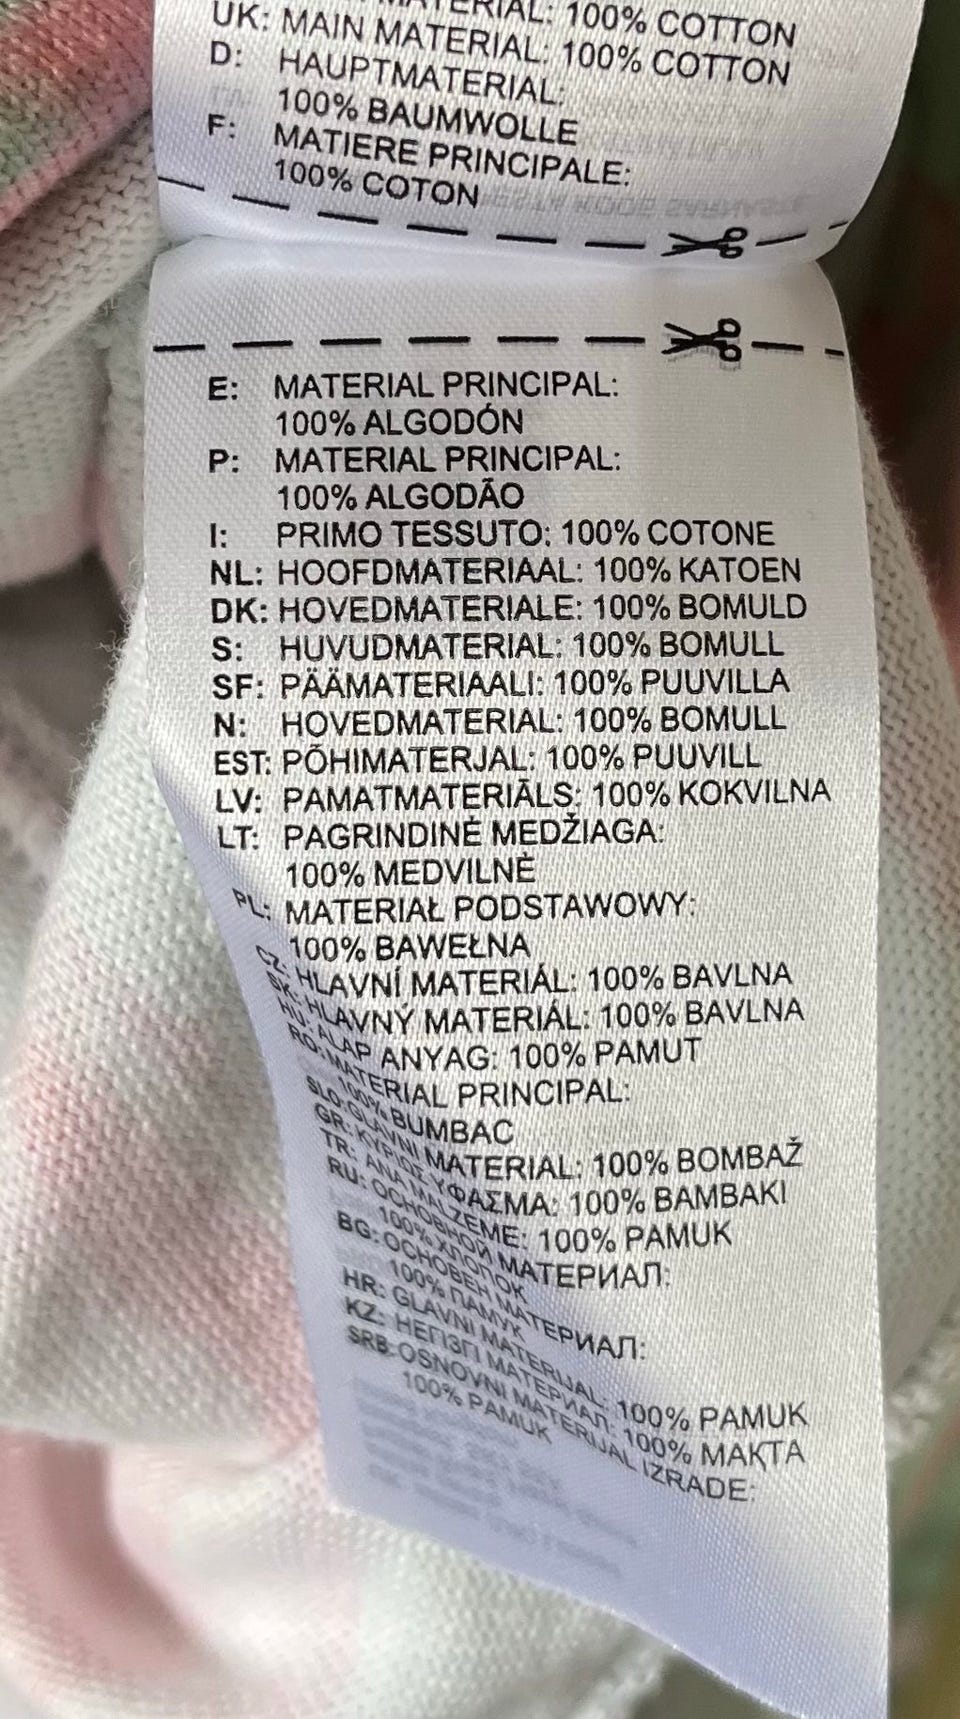 MATERIAL: 100% COTTON
UK: MAIN MATERIAL: 100% COTTON
D: HAUPTMATERIAL:
100% BAUMWOLLE
F: MATIERE PRINCIPALE:
100% COTON
E: MATERIAL PRINCIPAL:
100% ALGODÓN
P: MATERIAL PRINCIPAL:
100% ALGODÃO
I: PRIMO TESSUTO: 100% COTONE
NL: HOOFDMATERIAAL: 100% KATOEN
DK: HOVEDMATERIALE: 100% BOMULD
S: HUVUDMATERIAL: 100% BOMULL
SF: PÄÄMATERIAALI: 100% PUUVILLA
N: HOVEDMATERIAL: 100% BOMULL
EST: PÕHIMATERJAL: 100% PUUVILL
LV: PAMATMATERIĀLS: 100% KOKVILNA
LT: PAGRINDINĖ MEDŽIAGA:
100% MEDVILNĖ
PL: MATERIAŁ PODSTAWOWY:
100% BAWEŁNA
CZ: HLAVNÍ MATERIÁL: 100% BAVLNA
SK: HLAVNÝ MATERIÁL: 100% BAVLNA
HU: ALAP ANYAG: 100% PAMUT
RO: MATERIAL PRINCIPAL:
100% BUMBAC
SLO: GLAVNI MATERIAL: 100% BOMBAŽ
GR: ΚΥΡΙΟΣ ΥΦΑΣΜΑ: 100% ΒΑΜΒΑΚΙ
TR: ANA MALZEME: 100% PAMUK
RU: ОСНОВНОЙ МАТЕРИАЛ:
100% ХЛОПОК
BG: ОСНОВЕН МАТЕРИАЛ:
100% ПАМУК
HR: GLAVNI MATERIJAL: 100% PAMUK
KZ: НЕГІЗГІ МАТЕРИАЛ: 100% МАҚТА
SRB: OSNOVNI MATERIJAL IZRADE:
100% PAMUK